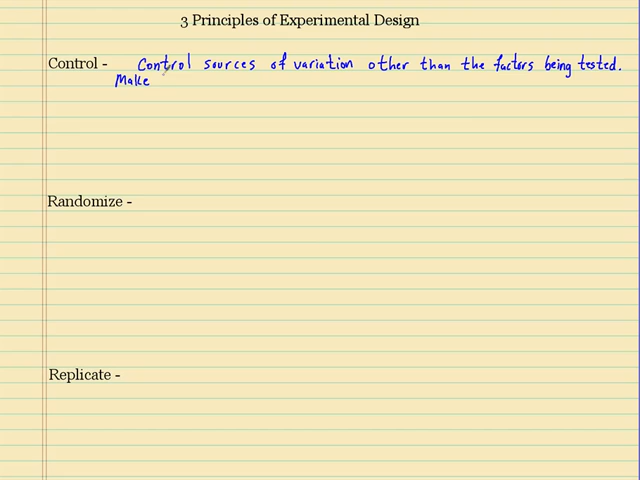 3 Principles of Experimental Design
Control - Control sources of variation other than the factors being tested.
Make
Randomize -
Replicate -